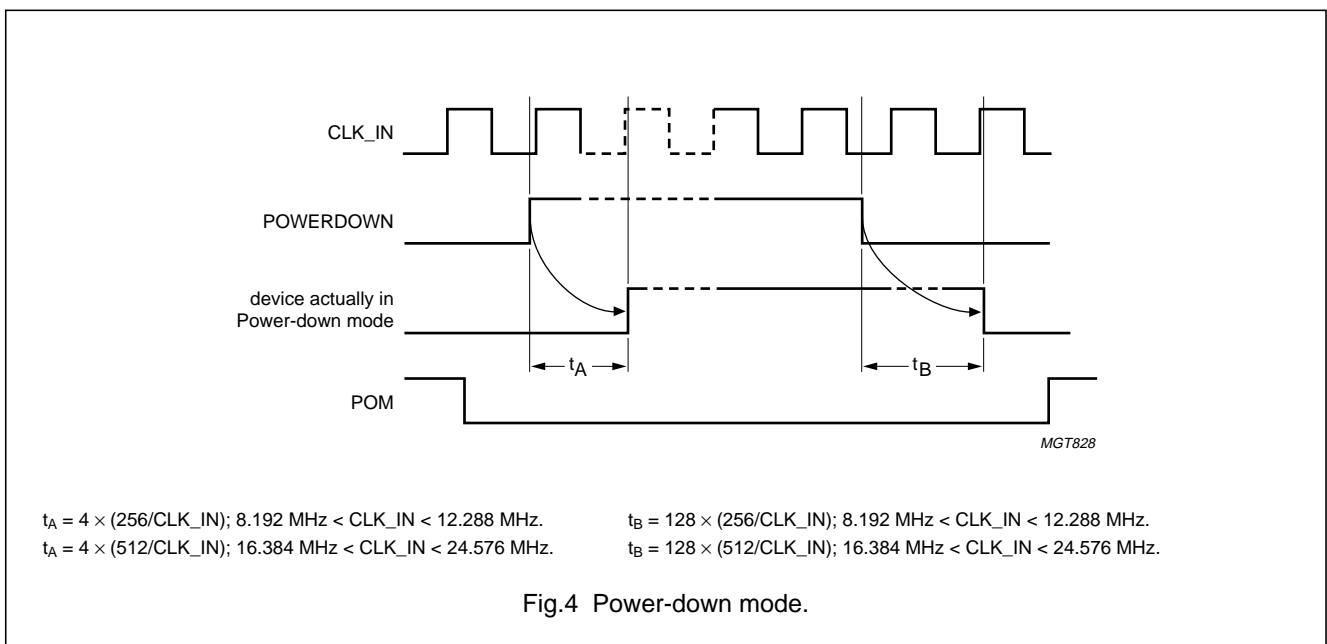 CLK_IN
POWERDOWN
device actually in
Power-down mode
tA
tB
POM
MGT828
tA = 4 × (256/CLK_IN); 8.192 MHz < CLK_IN < 12.288 MHz.
tA = 4 × (512/CLK_IN); 16.384 MHz < CLK_IN < 24.576 MHz.
tB = 128 × (256/CLK_IN); 8.192 MHz < CLK_IN < 12.288 MHz.
tB = 128 × (512/CLK_IN); 16.384 MHz < CLK_IN < 24.576 MHz.
Fig.4 Power-down mode.